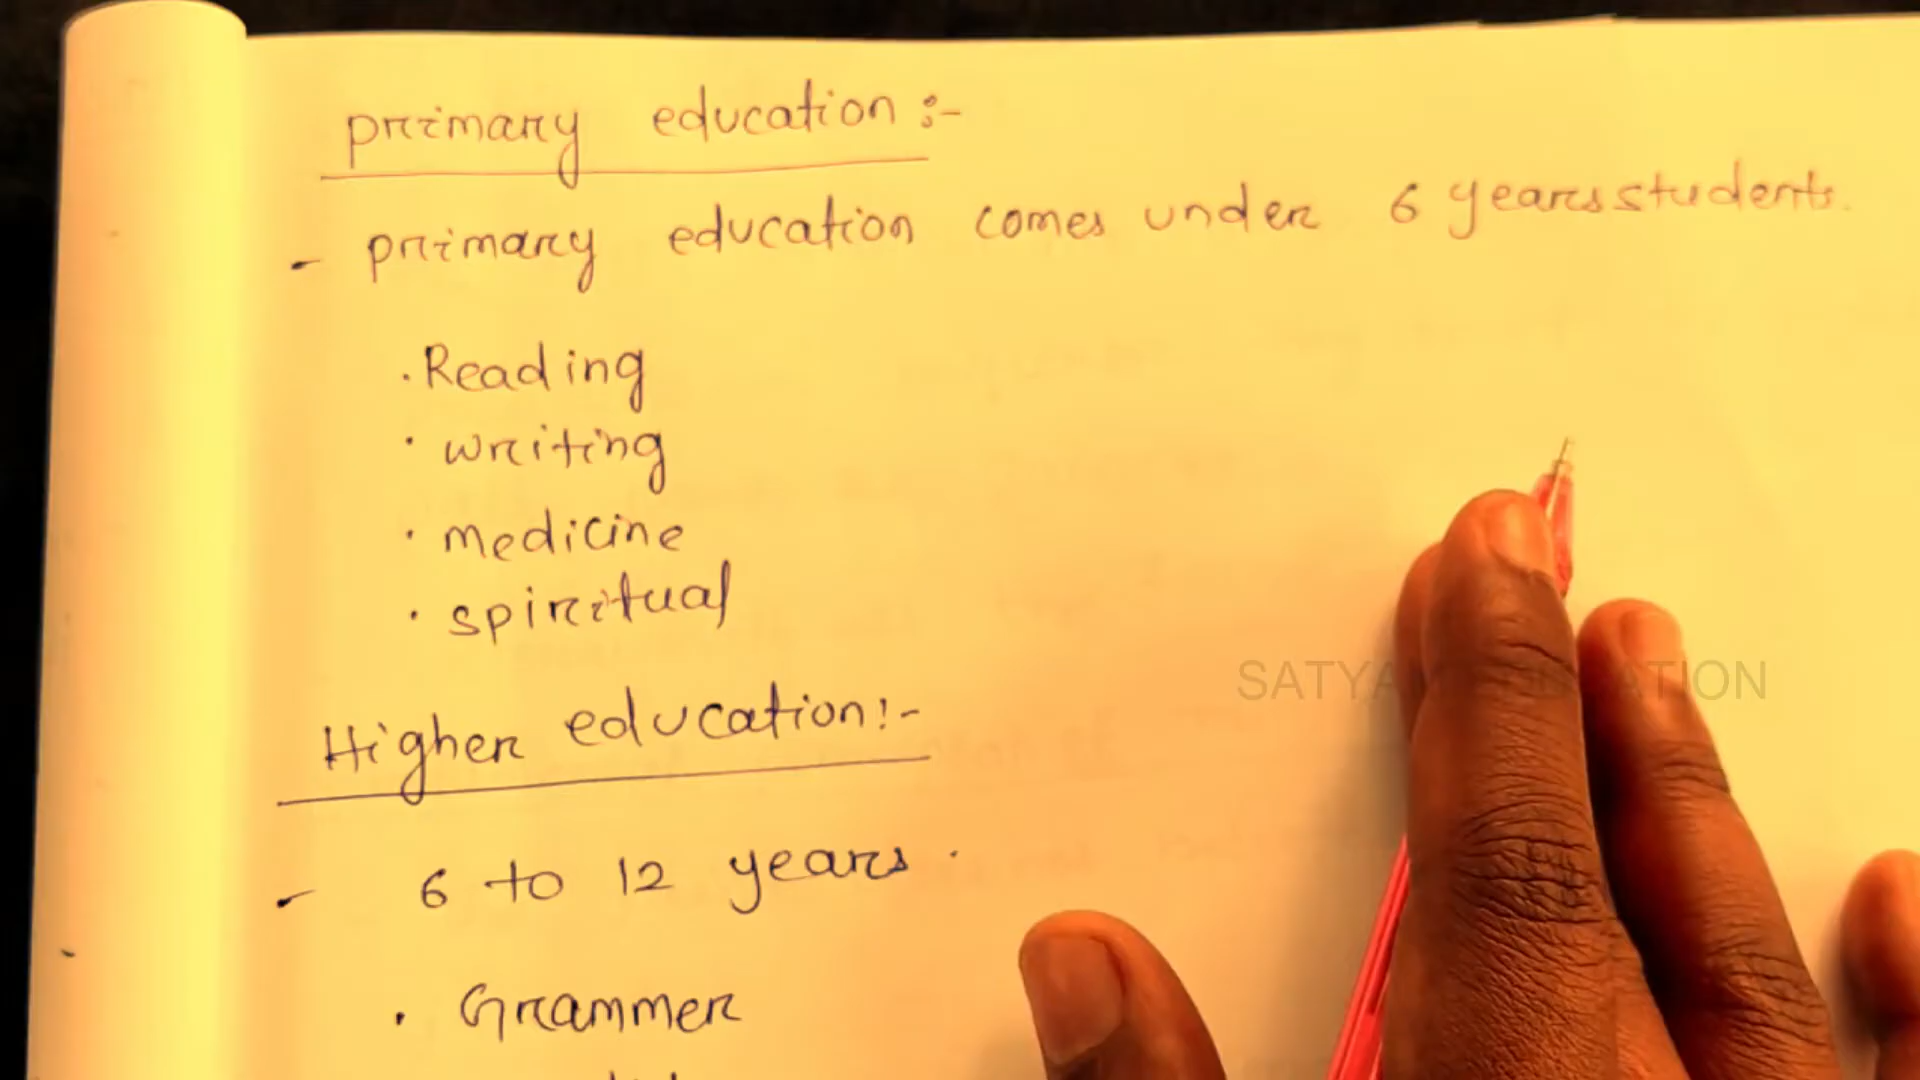 primary education :-
- primary education comes under 6 years students.
· Reading
· writing
· medicine
· spiritual
Higher education :-
- 6 to 12 years .
· Grammer